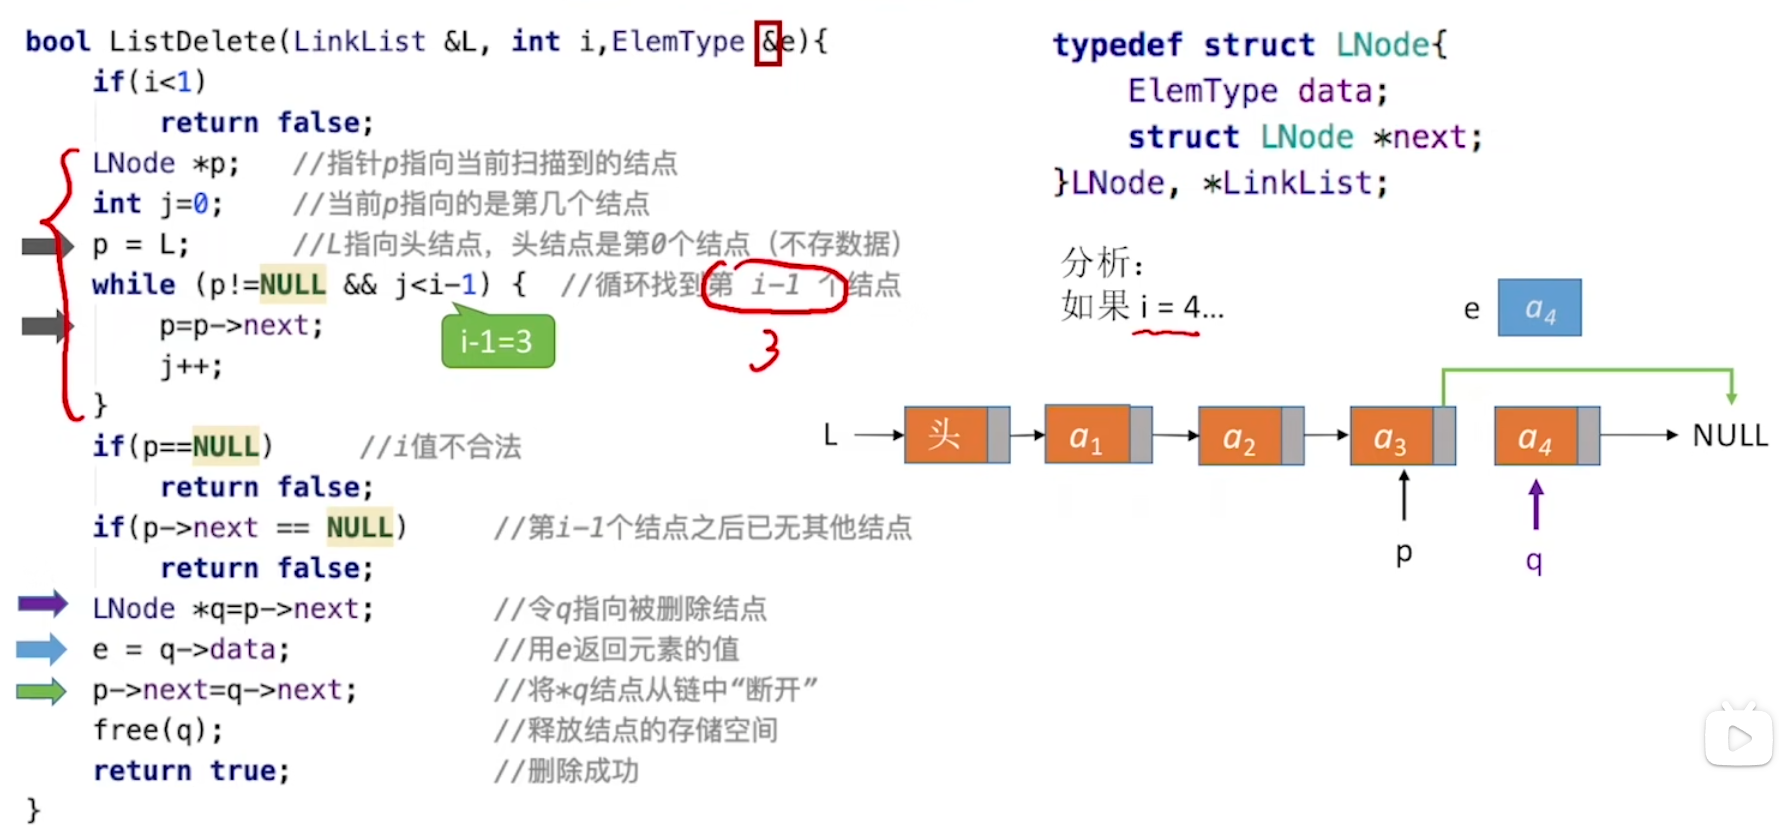 bool ListDelete(LinkList &L, int i,ElemType &e){
if(i<1)
return false;
LNode *p; //指针p指向当前扫描到的结点
int j=0; //当前p指向的是第几个结点
p = L; //L指向头结点，头结点是第0个结点（不存数据）
while (p!=NULL && j<i-1) { //循环找到第 i-1 个结点
p=p->next;
i-1=3
3
j++;
}
if(p==NULL) //i值不合法
return false;
if(p->next == NULL) //第i-1个结点之后已无其他结点
return false;
LNode *q=p->next; //令q指向被删除结点
e = q->data; //用e返回元素的值
p->next=q->next; //将*q结点从链中“断开”
free(q); //释放结点的存储空间
return true; //删除成功
}
typedef struct LNode{
ElemType data;
struct LNode *next;
}LNode, *LinkList;
分析：
如果 i = 4...
e a4
L 头 a1 a2 a3 a4 NULL
p q